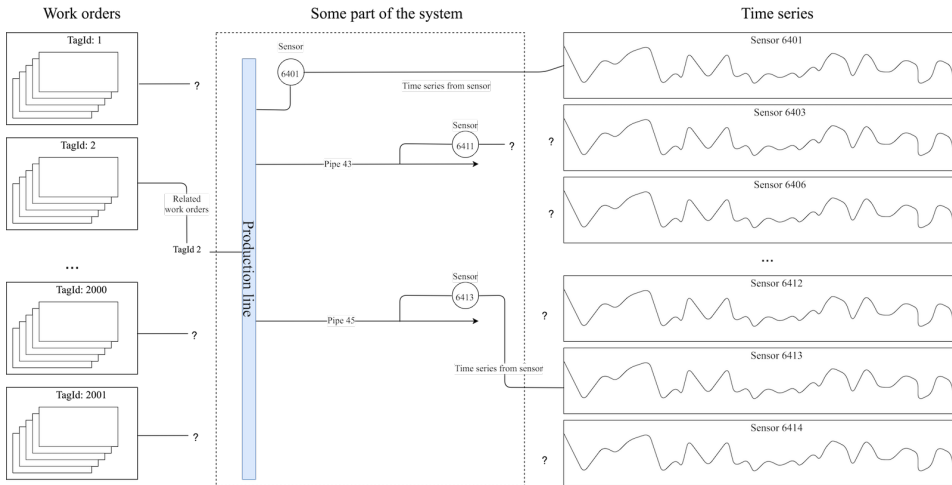 Work orders
Some part of the system
Time series
TagId: 1
?
TagId: 2
Related
work orders
TagId 2
...
TagId: 2000
?
TagId: 2001
?
Production line
Sensor
6401
Time series from sensor
Sensor
6411
?
Pipe 43
Sensor
6413
Pipe 45
Time series from sensor
Sensor 6401
?
Sensor 6403
?
Sensor 6406
...
?
Sensor 6412
Sensor 6413
?
Sensor 6414